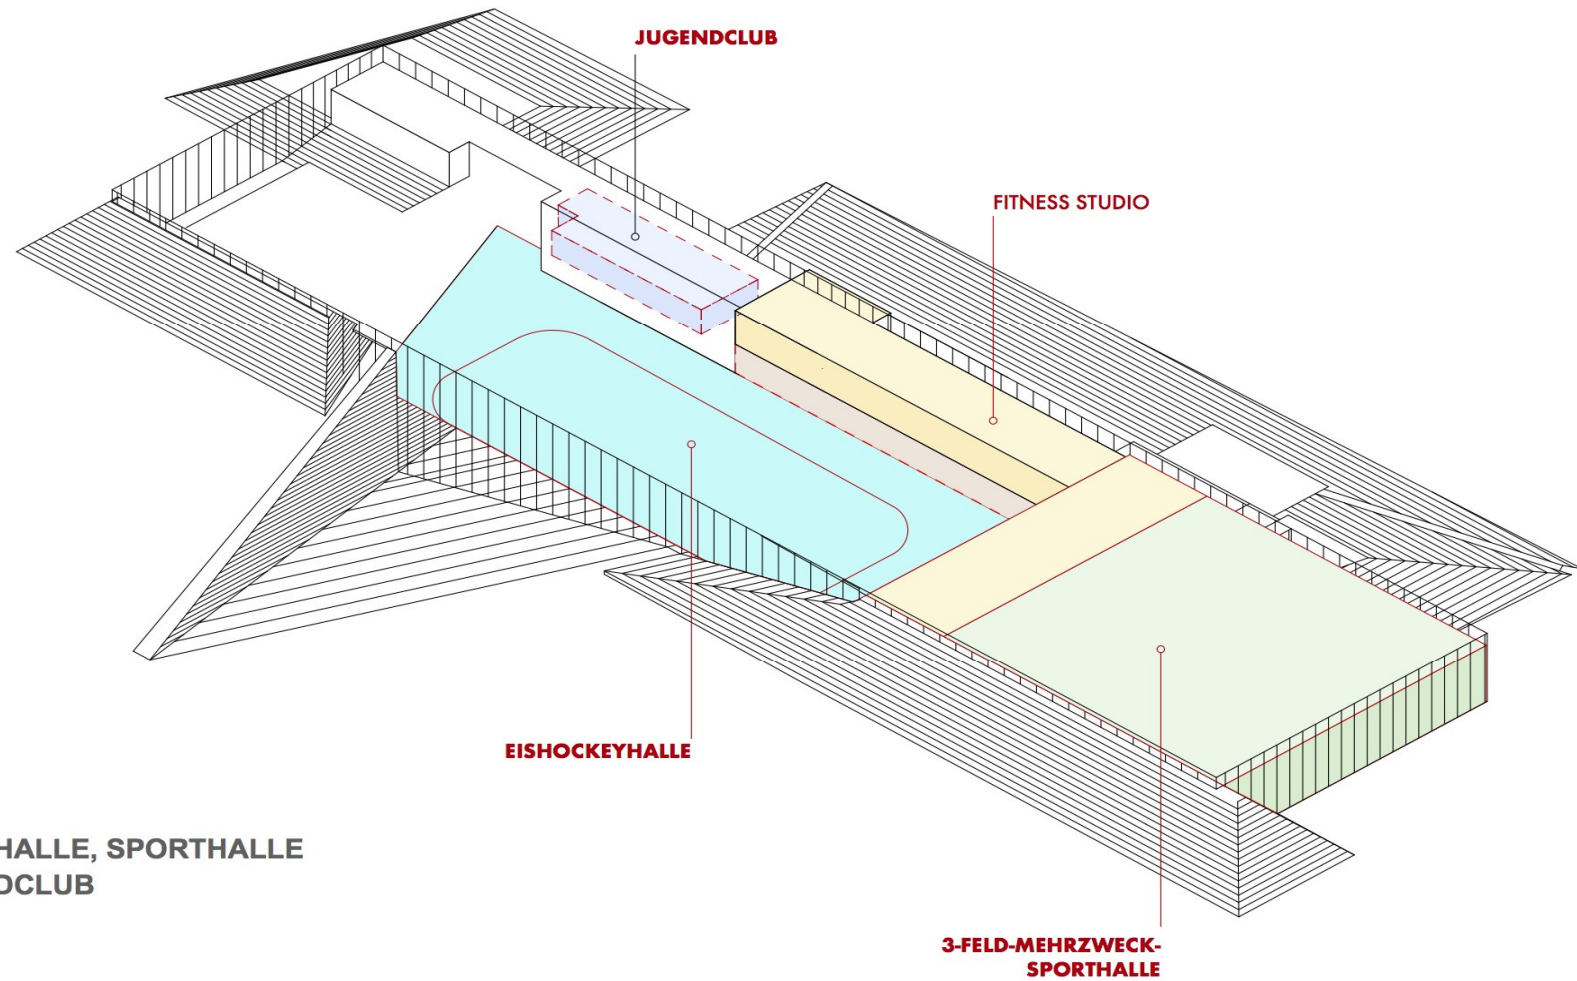 JUGENDCLUB
FITNESS STUDIO
EISHOCKEYHALLE
HALLE, SPORTHALLE
DCLUB
3-FELD-MEHRZWECK-
SPORTHALLE